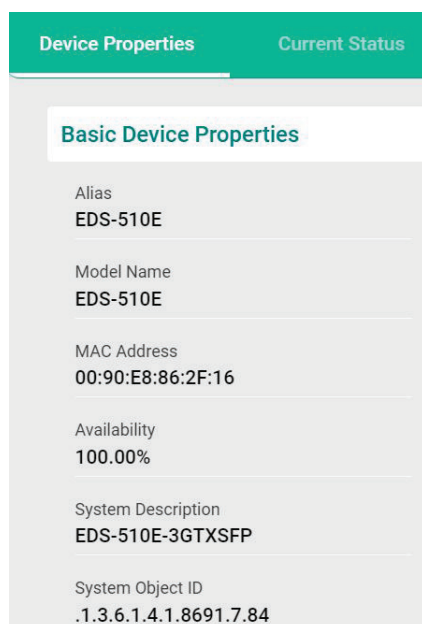 Device Properties Current Status
Basic Device Properties
Alias
EDS-510E
Model Name
EDS-510E
MAC Address
00:90:E8:86:2F:16
Availability
100.00%
System Description
EDS-510E-3GTXSFP
System Object ID
.1.3.6.1.4.1.8691.7.84